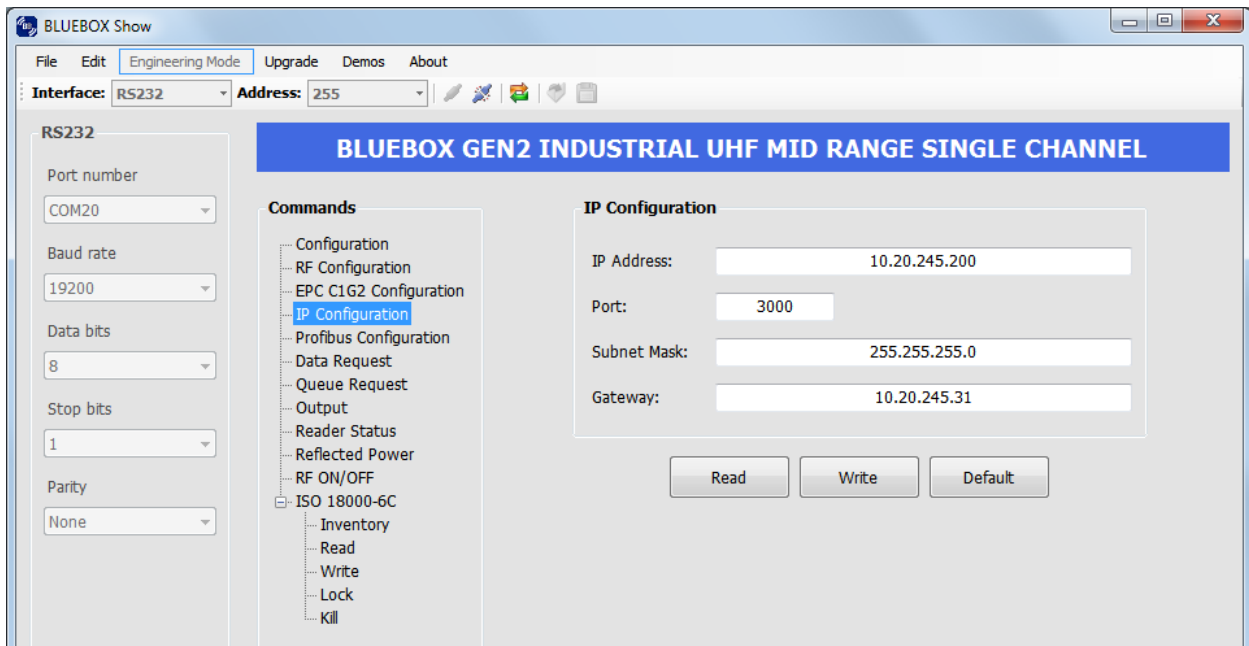 BLUEBOX Show
File Edit Engineering Mode Upgrade Demos About
Interface: RS232 Address: 255
RS232
Port number
COM20
Baud rate
19200
Data bits
8
Stop bits
1
Parity
None
BLUEBOX GEN2 INDUSTRIAL UHF MID RANGE SINGLE CHANNEL
Commands
Configuration
RF Configuration
EPC C1G2 Configuration
IP Configuration
Profibus Configuration
Data Request
Queue Request
Output
Reader Status
Reflected Power
RF ON/OFF
ISO 18000-6C
Inventory
Read
Write
Lock
Kill
IP Configuration
IP Address: 10.20.245.200
Port: 3000
Subnet Mask: 255.255.255.0
Gateway: 10.20.245.31
Read Write Default